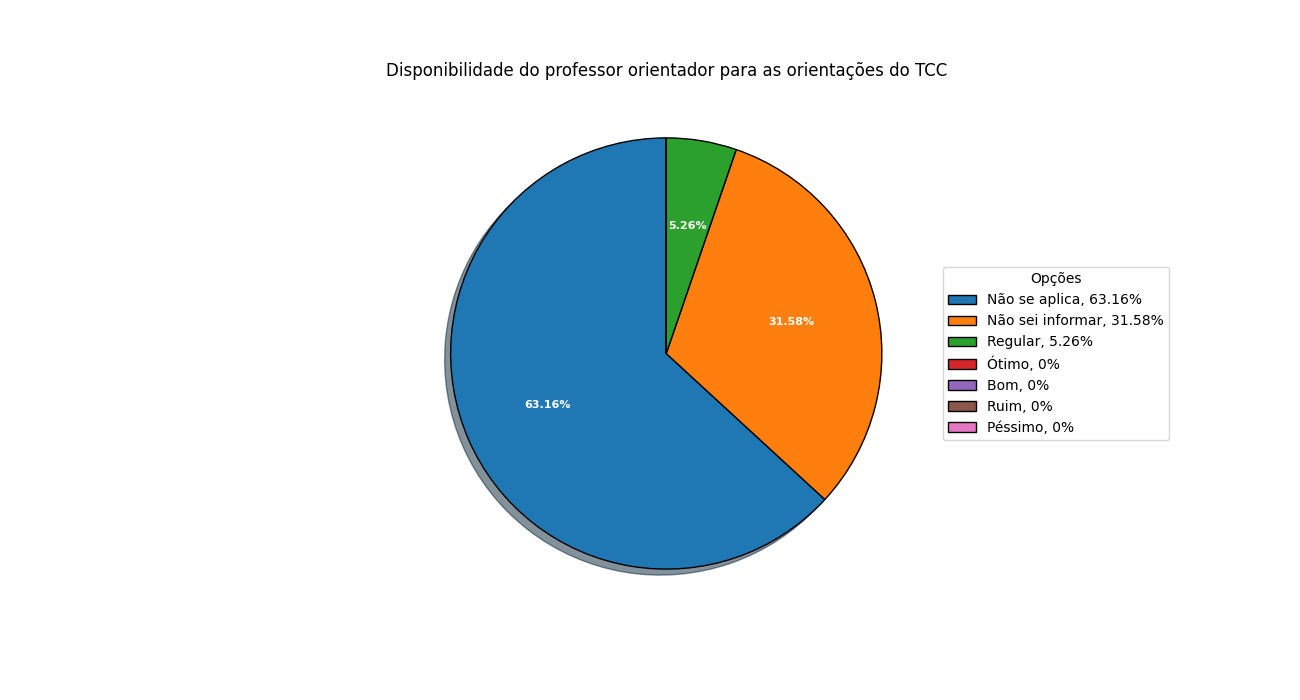 Disponibilidade do professor orientador para as orientações do TCC
5.26%
31.58%
63.16%
Opções
Não se aplica, 63.16%
Não sei informar, 31.58%
Regular, 5.26%
Ótimo, 0%
Bom, 0%
Ruim, 0%
Péssimo, 0%